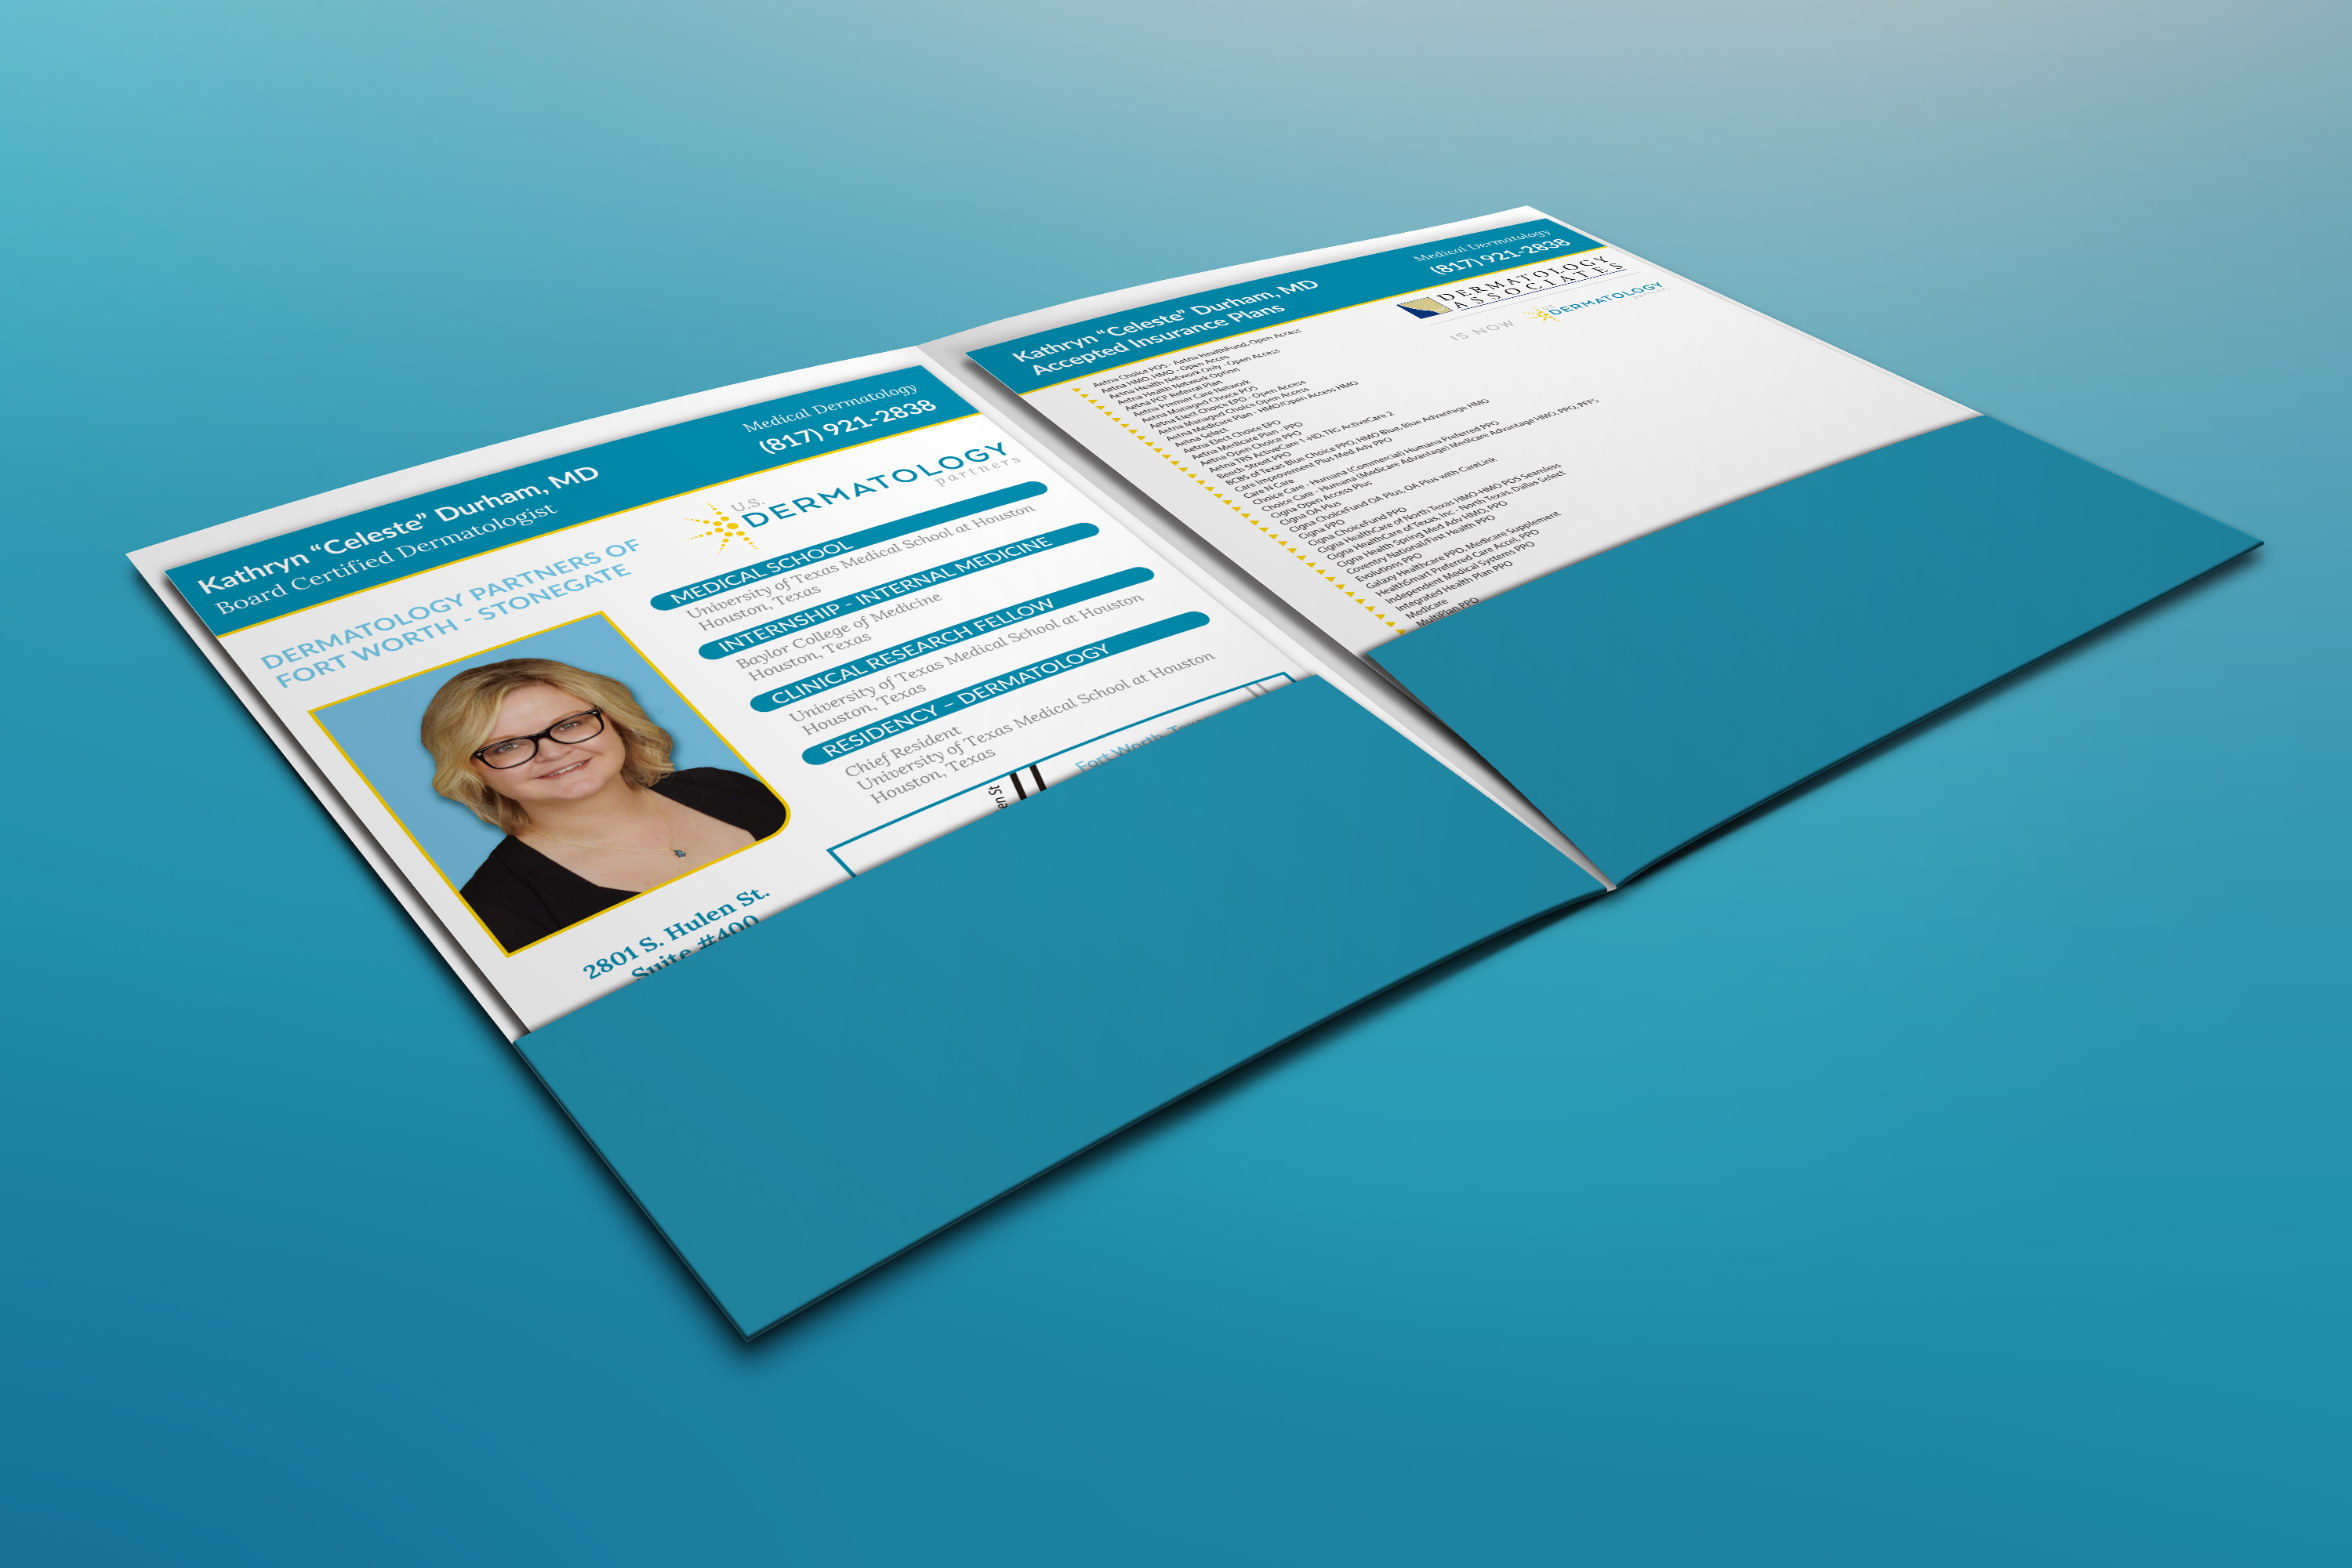 Kathryn “Celeste” Durham, MD
Board Certified Dermatologist
Medical Dermatology
(817) 921-2838
DERMATOLOGY PARTNERS OF
FORT WORTH - STONEGATE
2801 S. Hulen St.
Suite #400
U.S.
DERMATOLOGY
partners
MEDICAL SCHOOL
University of Texas Medical School at Houston
Houston, Texas
INTERNSHIP - INTERNAL MEDICINE
Baylor College of Medicine
Houston, Texas
CLINICAL RESEARCH FELLOW
University of Texas Medical School at Houston
Houston, Texas
RESIDENCY – DERMATOLOGY
Chief Resident
University of Texas Medical School at Houston
Houston, Texas
en St
Fort Worth, Texas
Kathryn “Celeste” Durham, MD
Accepted Insurance Plans
Medical Dermatology
(817) 921-2838
DERMATOLOGY
ASSOCIATES
IS NOW
U.S.
DERMATOLOGY
partners
Aetna Choice POS - Aetna HealthFund, Open Access
Aetna HMO, HMO - Open Acces
Aetna Health Network Only - Open Access
Aetna Health Network Option
Aetna PCP Referral Plan
Aetna Premier Care Network
Aetna Managed Choice POS
Aetna Elect Choice EPO - Open Access
Aetna Managed Choice Open Access
Aetna Medicare Plan - HMO/Open Access HMO
Aetna Select
Aetna Elect Choice EPO
Aetna Medicare Plan - PPO
Aetna Open Choice PPO
Aetna TRS ActiveCare 1-HD, TRS ActiveCare 2
Beech Street PPO
BCBS of Texas Blue Choice PPO, HMO Blue, Blue Advantage HMO
Care Improvement Plus Med Adv PPO
Care N Care
Choice Care - Humana (Commercial) Humana Preferred PPO
Choice Care - Humana (Medicare Advantage) Medicare Advantage HMO, PPO, PFFS
Cigna Open Access Plus
Cigna OA Plus
Cigna ChoiceFund OA Plus, OA Plus with CareLink
Cigna PPO
Cigna ChoiceFund PPO
Cigna HealthCare of North Texas HMO-HMO POS Seamless
Cigna HealthCare of Texas, Inc - North Texas, Dallas Select
Cigna Health Spring Med Adv HMO, PPO
Coventry National/First Health PPO
Evolutions PPO
Galaxy Healthcare PPO, Medicare Supplement
HealthSmart Preferred Care Accel, PPO
Independent Medical Systems PPO
Integrated Health Plan PPO
Medicare
MultiPlan PPO